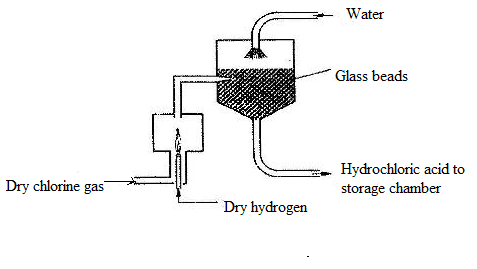 Water
Glass beads
Hydrochloric acid to
storage chamber
Dry chlorine gas
Dry hydrogen